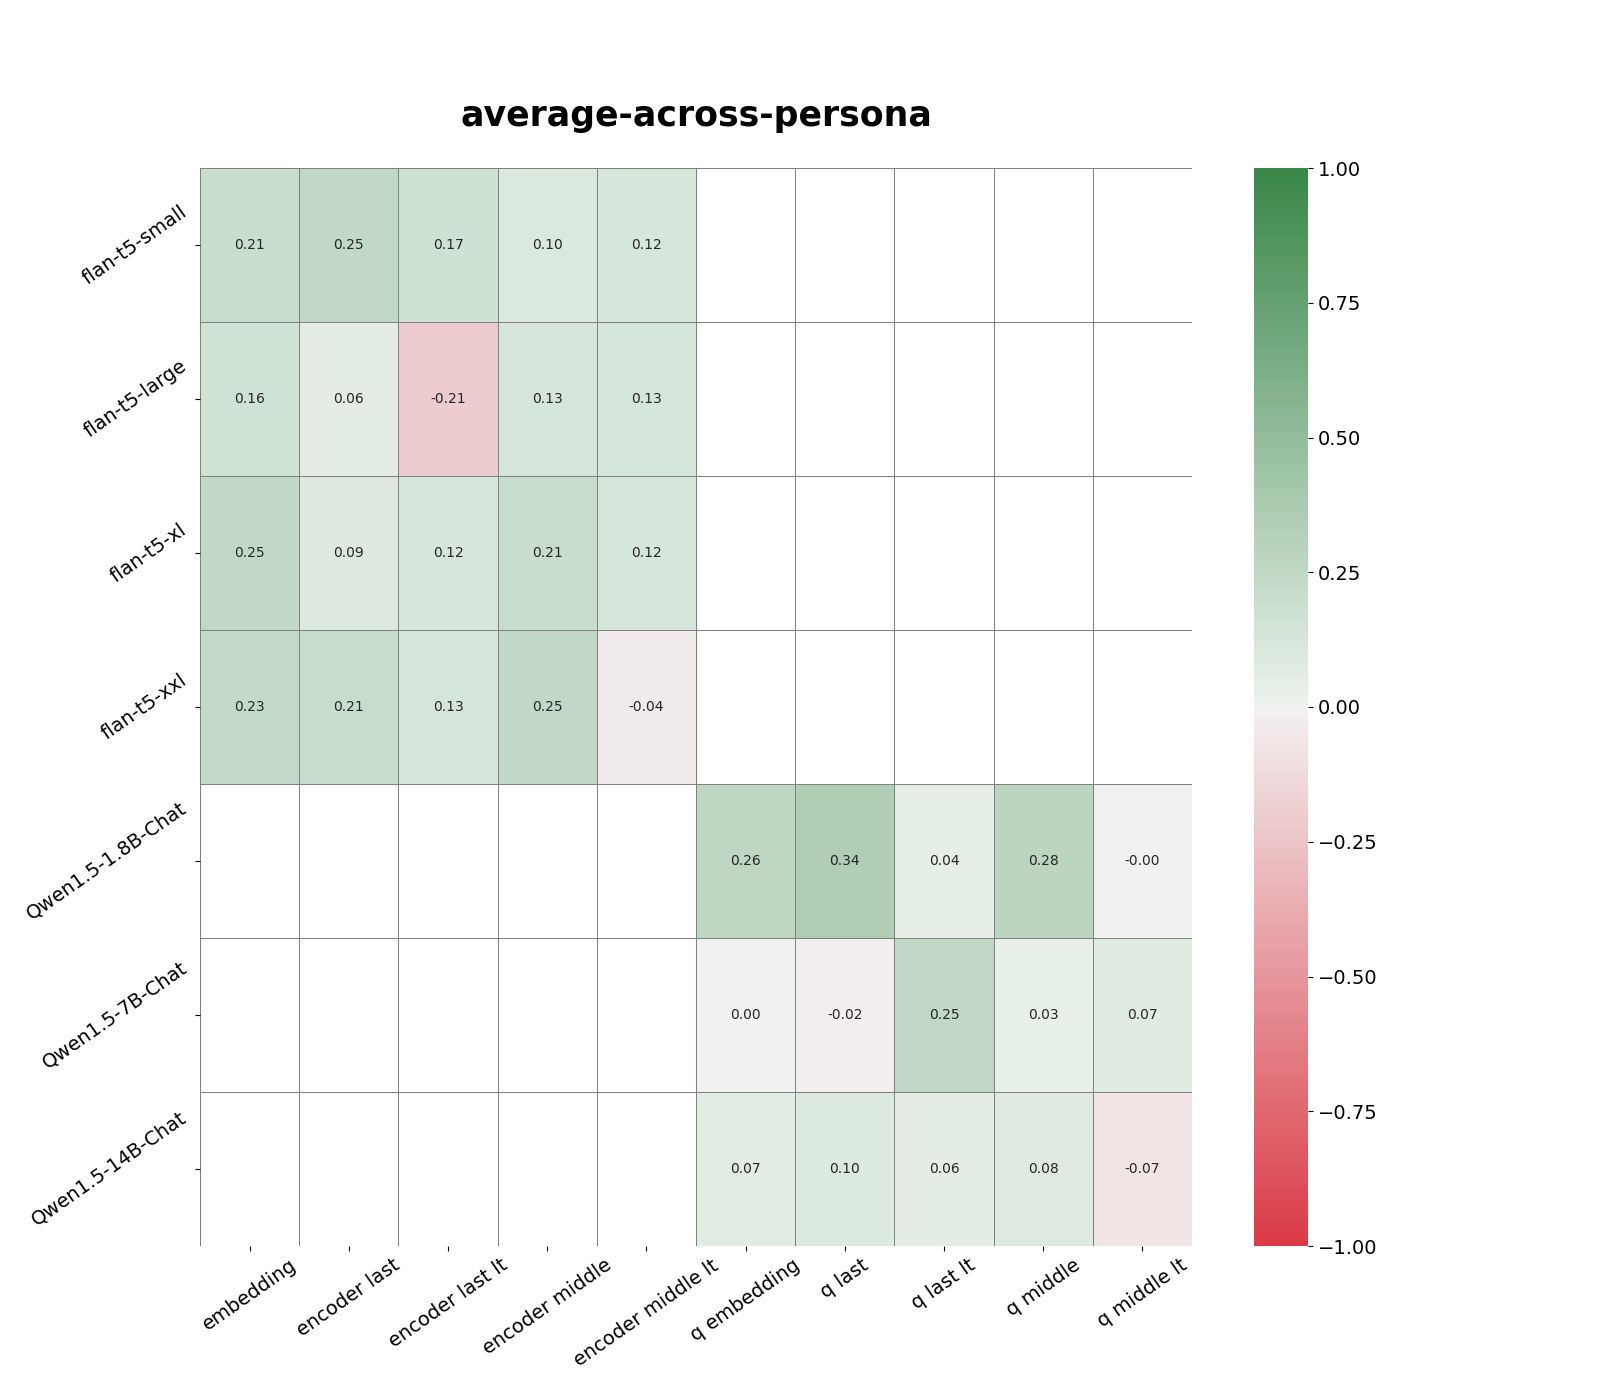 average-across-persona
flan-t5-small 0.21 0.25 0.17 0.10 0.12
flan-t5-large 0.16 0.06 -0.21 0.13 0.13
flan-t5-xl 0.25 0.09 0.12 0.21 0.12
flan-t5-xxl 0.23 0.21 0.13 0.25 -0.04
Qwen1.5-1.8B-Chat 0.26 0.34 0.04 0.28 -0.00
Qwen1.5-7B-Chat 0.00 -0.02 0.25 0.03 0.07
Qwen1.5-14B-Chat 0.07 0.10 0.06 0.08 -0.07
embedding
encoder last
encoder last lt
encoder middle
encoder middle lt
q embedding
q last
q last lt
q middle
q middle lt
1.00
0.75
0.50
0.25
0.00
−0.25
−0.50
−0.75
−1.00